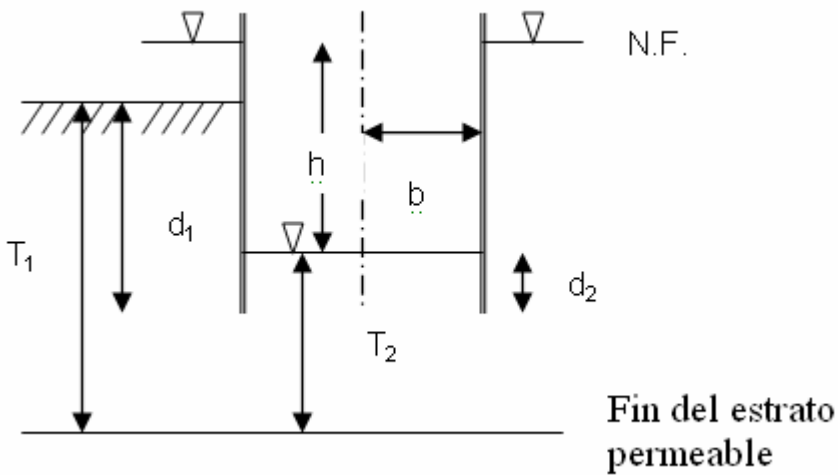 N.F.
h
b
d₁
T₁
d₂
T₂
Fin del estrato
permeable